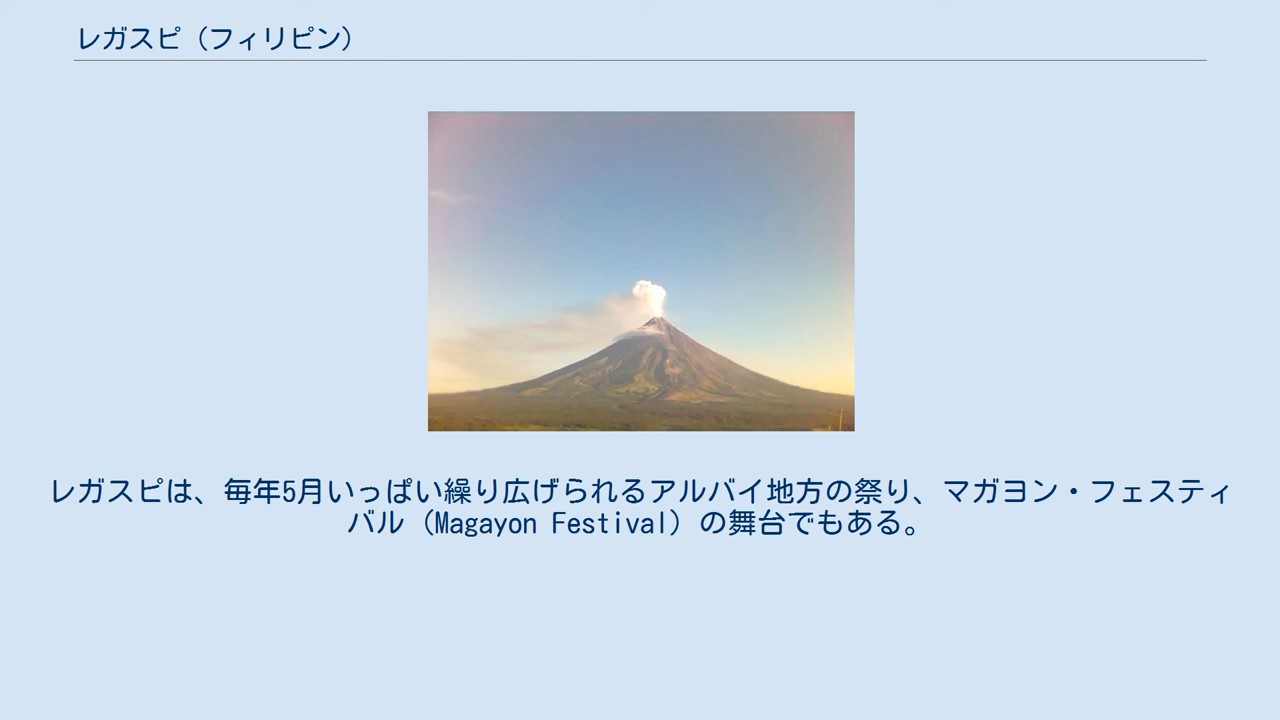 レガスピ（フィリピン）
レガスピは、毎年5月いっぱい繰り広げられるアルバイ地方の祭り、マガヨン・フェスティ
バル（Magayon Festival）の舞台でもある。